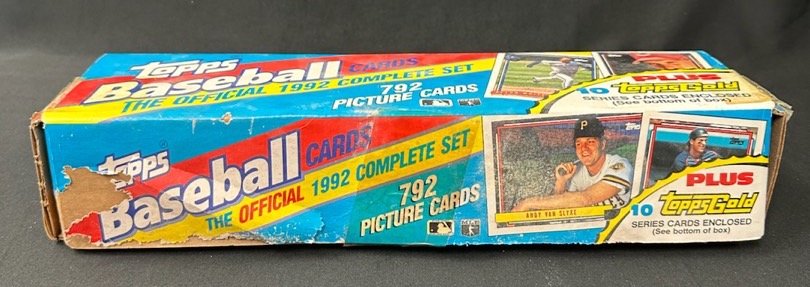 Topps
Baseball CARDS
THE OFFICIAL 1992 COMPLETE SET
792
PICTURE CARDS
PLUS
10 ToppsGold
SERIES CARDS ENCLOSED
(See bottom of box)
Topps
Baseball CARDS
THE OFFICIAL 1992 COMPLETE SET
792
PICTURE CARDS
Topps
P
ANDY VAN SLYKE
Topps
PLUS
10 ToppsGold
SERIES CARDS ENCLOSED
(See bottom of box)